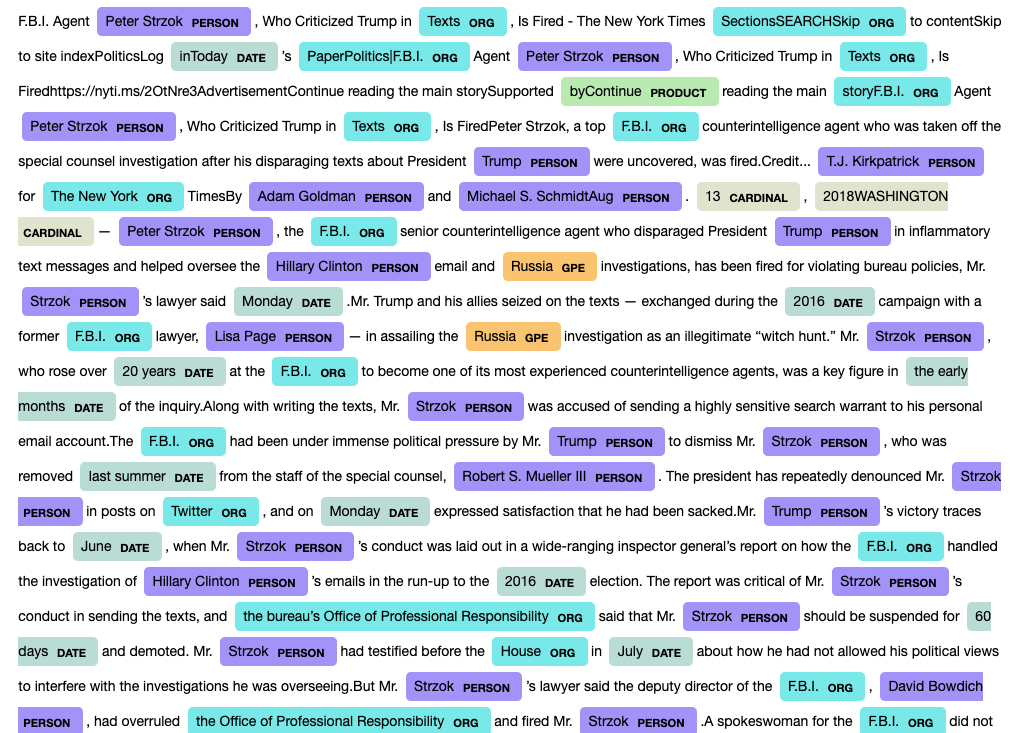 F.B.I. Agent Peter Strzok PERSON , Who Criticized Trump in Texts ORG , Is Fired - The New York Times SectionsSEARCHSkip ORG to contentSkip
to site indexPoliticsLog inToday DATE 's PaperPolitics|F.B.I. ORG Agent Peter Strzok PERSON , Who Criticized Trump in Texts ORG , Is
Firedhttps://nyti.ms/2OtNre3AdvertisementContinue reading the main storySupported byContinue PRODUCT reading the main storyF.B.I. ORG Agent
Peter Strzok PERSON , Who Criticized Trump in Texts ORG , Is FiredPeter Strzok, a top F.B.I. ORG counterintelligence agent who was taken off the
special counsel investigation after his disparaging texts about President Trump PERSON were uncovered, was fired.Credit... T.J. Kirkpatrick PERSON
for The New York ORG TimesBy Adam Goldman PERSON and Michael S. SchmidtAug PERSON . 13 CARDINAL , 2018WASHINGTON
CARDINAL — Peter Strzok PERSON , the F.B.I. ORG senior counterintelligence agent who disparaged President Trump PERSON in inflammatory
text messages and helped oversee the Hillary Clinton PERSON email and Russia GPE investigations, has been fired for violating bureau policies, Mr.
Strzok PERSON 's lawyer said Monday DATE .Mr. Trump and his allies seized on the texts — exchanged during the 2016 DATE campaign with a
former F.B.I. ORG lawyer, Lisa Page PERSON — in assailing the Russia GPE investigation as an illegitimate “witch hunt.” Mr. Strzok PERSON ,
who rose over 20 years DATE at the F.B.I. ORG to become one of its most experienced counterintelligence agents, was a key figure in the early
months DATE of the inquiry.Along with writing the texts, Mr. Strzok PERSON was accused of sending a highly sensitive search warrant to his personal
email account.The F.B.I. ORG had been under immense political pressure by Mr. Trump PERSON to dismiss Mr. Strzok PERSON , who was
removed last summer DATE from the staff of the special counsel, Robert S. Mueller III PERSON . The president has repeatedly denounced Mr. Strzok
PERSON in posts on Twitter ORG , and on Monday DATE expressed satisfaction that he had been sacked.Mr. Trump PERSON 's victory traces
back to June DATE , when Mr. Strzok PERSON 's conduct was laid out in a wide-ranging inspector general's report on how the F.B.I. ORG handled
the investigation of Hillary Clinton PERSON 's emails in the run-up to the 2016 DATE election. The report was critical of Mr. Strzok PERSON 's
conduct in sending the texts, and the bureau's Office of Professional Responsibility ORG said that Mr. Strzok PERSON should be suspended for 60
days DATE and demoted. Mr. Strzok PERSON had testified before the House ORG in July DATE about how he had not allowed his political views
to interfere with the investigations he was overseeing.But Mr. Strzok PERSON 's lawyer said the deputy director of the F.B.I. ORG , David Bowdich
PERSON , had overruled the Office of Professional Responsibility ORG and fired Mr. Strzok PERSON .A spokeswoman for the F.B.I. ORG did not